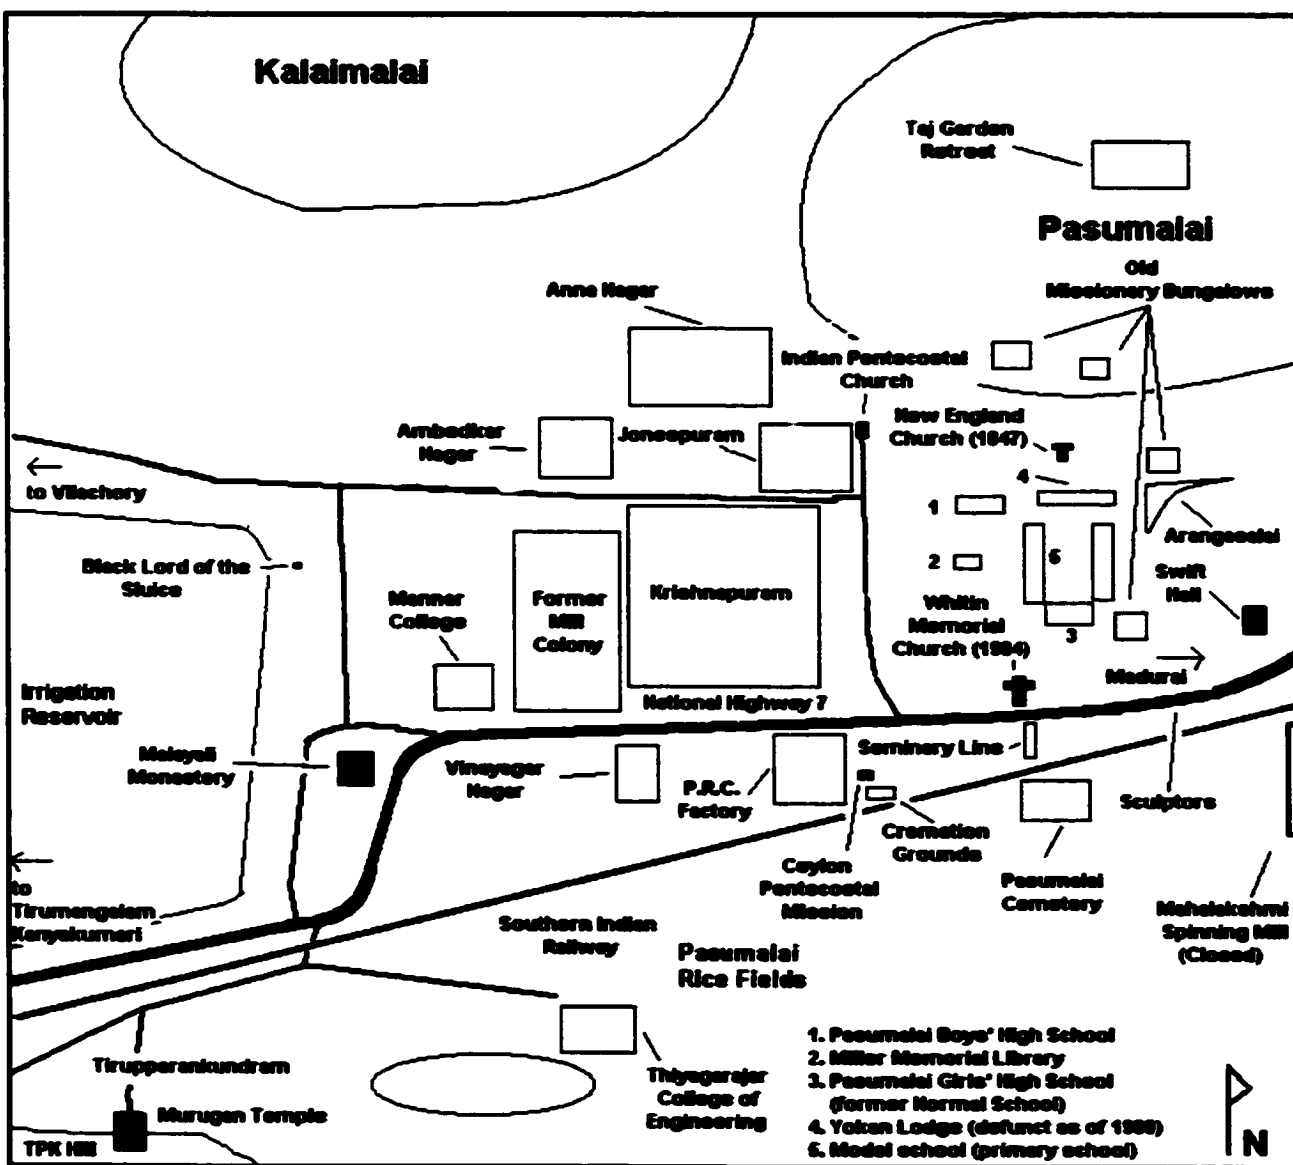 Kalaimalai
Taj Garden
Retreat
Pasumalai
Old
Missionary Bungalows
Anna Nagar
Indian Pentecostal
Church
New England
Church (1847)
Ambedkar
Nagar
Jonespuram
to Vilachery
4
1
Arangasalai
Black Lord of the
Sluice
2
5
Swift
Hall
Mannar
College
Former
Mill
Colony
Krishnapuram
Whitin
Memorial
Church (1984)
3
Madurai
Irrigation
Reservoir
National Highway 7
Malayali
Monastery
Seminary Line
Vinayagar
Nagar
P.R.C.
Factory
Sculptors
Cremation
Grounds
Ceylon
Pentecostal
Mission
Pasumalai
Cemetery
to
Tirumangalam
Kanyakumari
Mahalakshmi
Spinning Mill
(Closed)
Southern Indian
Railway
Pasumalai
Rice Fields
Tirupparankundram
Murugan Temple
TPK Hill
Thiyagarajar
College of
Engineering
1. Pasumalai Boys' High School
2. Miller Memorial Library
3. Pasumalai Girls' High School
(former Normal School)
4. Yokan Lodge (defunct as of
5. Model school (primary school)
N